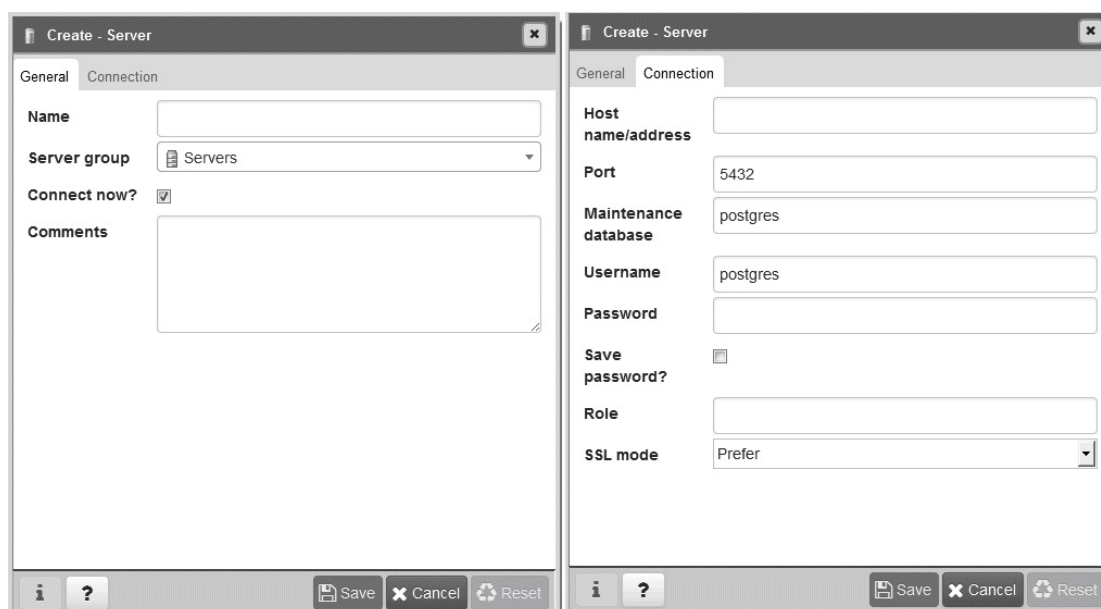 Create - Server
General Connection
Name
Server group Servers
Connect now?
Comments
i ? Save Cancel Reset
Create - Server
General Connection
Host
name/address
Port 5432
Maintenance
database postgres
Username postgres
Password
Save
password?
Role
SSL mode Prefer
i ? Save Cancel Reset